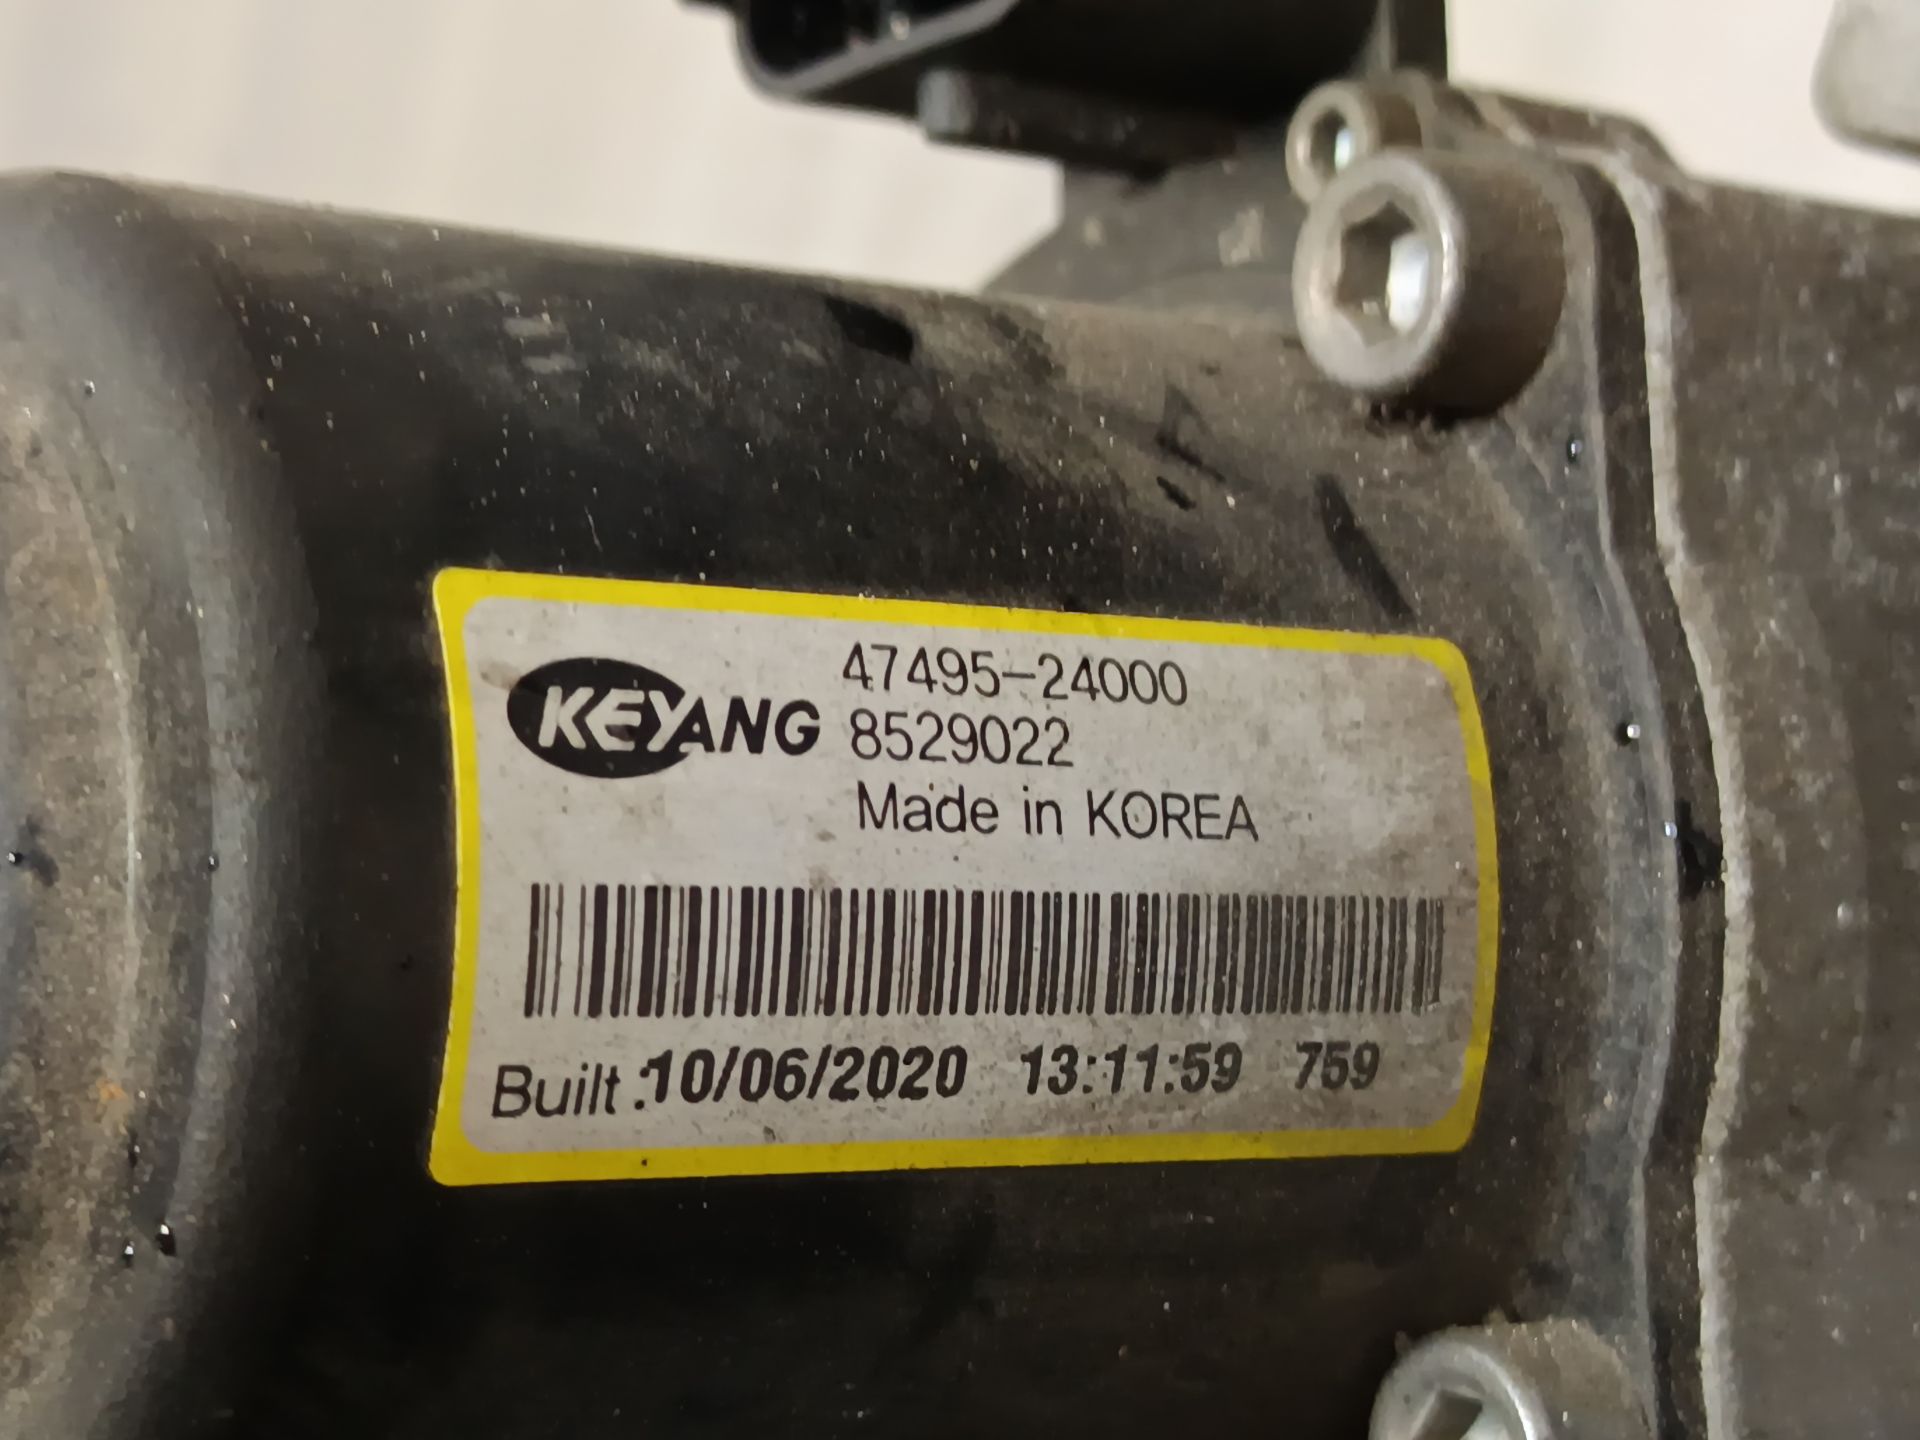 KEYANG
47495-24000
8529022
Made in KOREA
Built : 10/06/2020 13:11:59 759